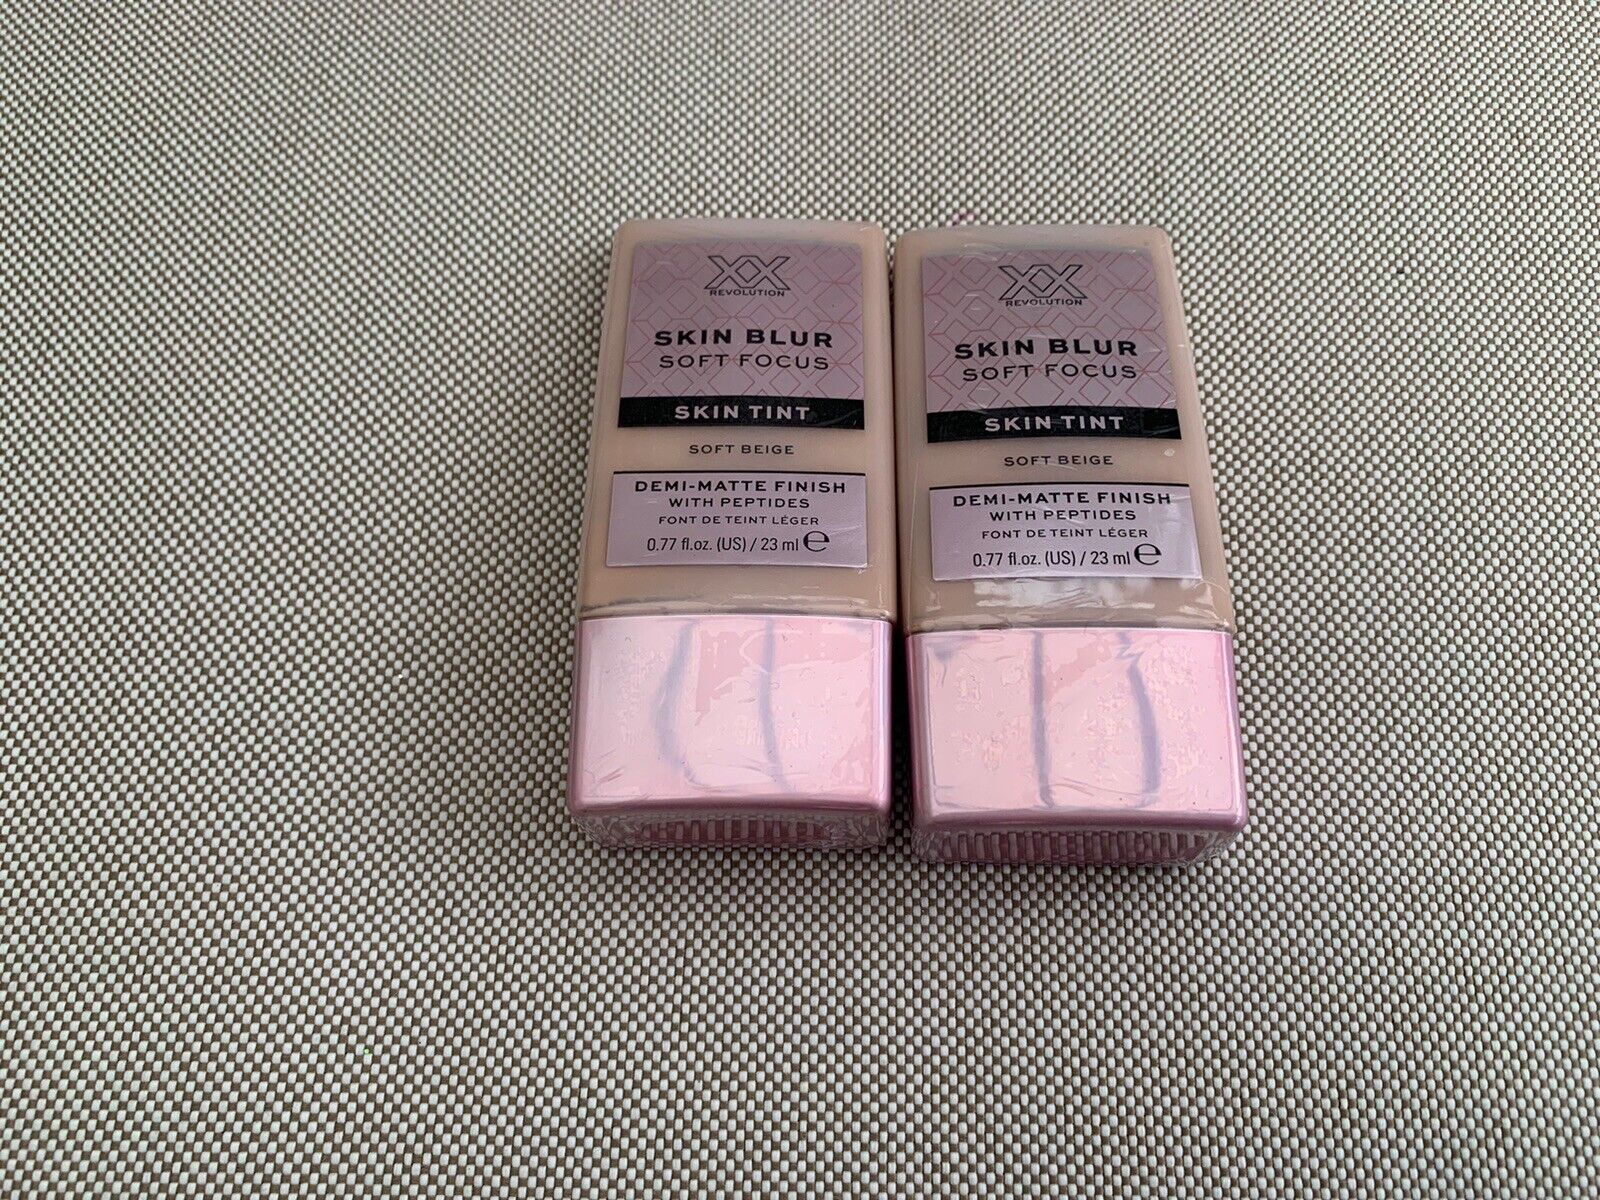 XX
REVOLUTION
SKIN BLUR
SOFT FOCUS
SKIN TINT
SOFT BEIGE
DEMI-MATTE FINISH
WITH PEPTIDES
FONT DE TEINT LÉGER
0.77 fl.oz. (US) / 23 ml ℮
XX
REVOLUTION
SKIN BLUR
SOFT FOCUS
SKIN TINT
SOFT BEIGE
DEMI-MATTE FINISH
WITH PEPTIDES
FONT DE TEINT LÉGER
0.77 fl.oz. (US) / 23 ml ℮